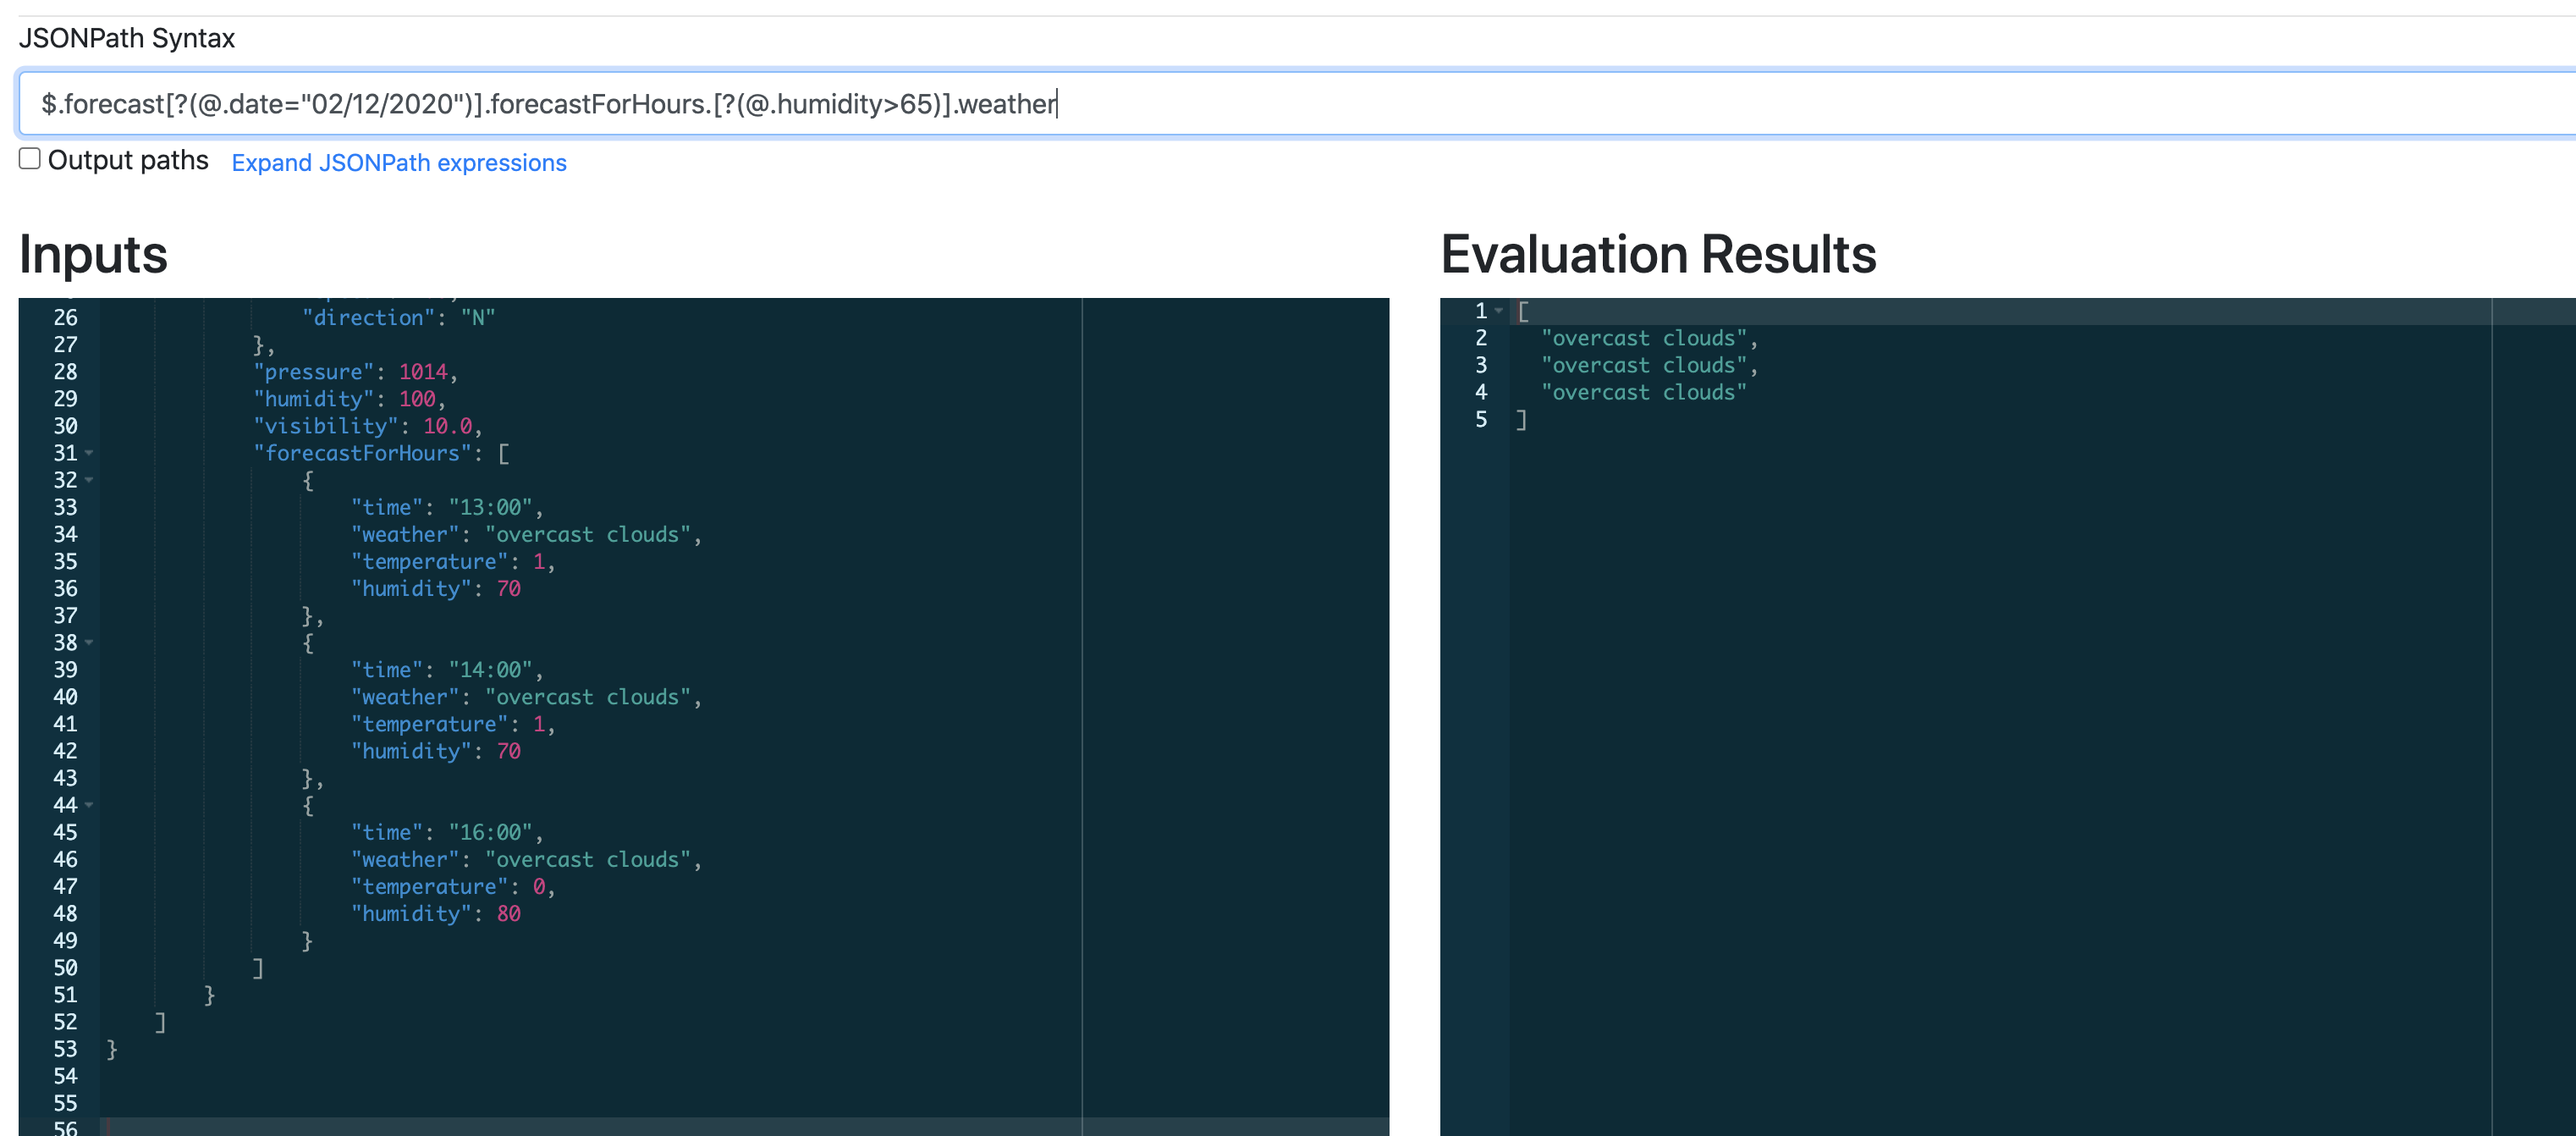 JSONPath Syntax
$.forecast[?(@.date="02/12/2020")].forecastForHours.[?(@.humidity>65)].weather
Output paths Expand JSONPath expressions
Inputs
26 "direction": "N"
27 },
28 "pressure": 1014,
29 "humidity": 100,
30 "visibility": 10.0,
31 "forecastForHours": [
32 {
33 "time": "13:00",
34 "weather": "overcast clouds",
35 "temperature": 1,
36 "humidity": 70
37 },
38 {
39 "time": "14:00",
40 "weather": "overcast clouds",
41 "temperature": 1,
42 "humidity": 70
43 },
44 {
45 "time": "16:00",
46 "weather": "overcast clouds",
47 "temperature": 0,
48 "humidity": 80
49 }
50 ]
51 }
52 ]
53 }
54
55
56
Evaluation Results
1 [
2 "overcast clouds",
3 "overcast clouds",
4 "overcast clouds"
5 ]